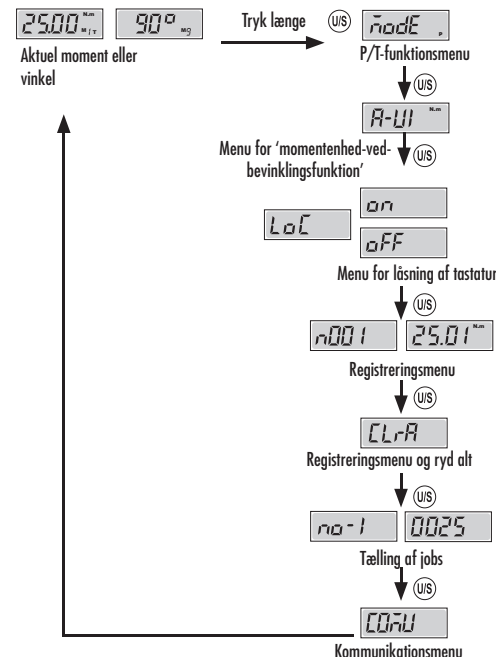 25.00 N.m M/T 90° Mg Tryk længe U/S modE P
Aktuel moment eller
vinkel
P/T-funktionsmenu
U/S
A-UI N.m
Menu for ‘momentenhed-ved-
bevinklingsfunktion’
U/S
on
LoC
oFF
Menu for låsning af tastatur
U/S
n001 25.01 N.m
Registreringsmenu
U/S
CLrA
Registreringsmenu og ryd alt
U/S
no-1 0025
Tælling af jobs
U/S
COMU
Kommunikationsmenu